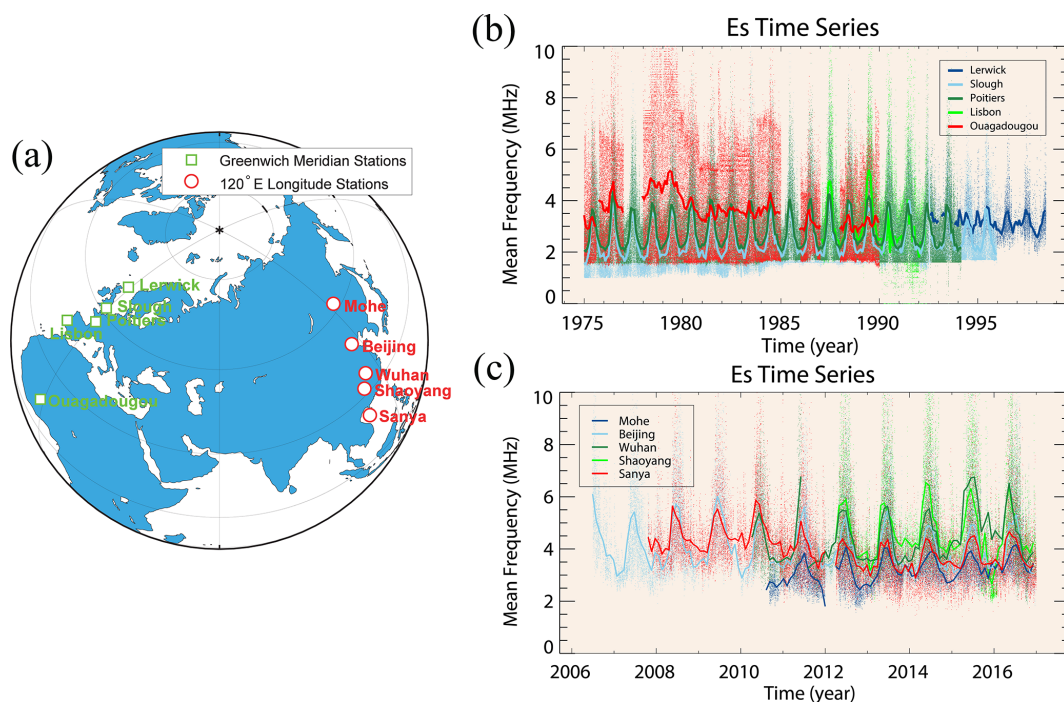 (a)
Greenwich Meridian Stations
120° E Longitude Stations
*
Lerwick
Slough
Poitiers
Lisbon
Ouagadougou
Mohe
Beijing
Wuhan
Shaoyang
Sanya
(b)
Es Time Series
Mean Frequency (MHz)
10
8
6
4
2
0
Lerwick
Slough
Poitiers
Lisbon
Ouagadougou
1975 1980 1985 1990 1995
Time (year)
(c)
Es Time Series
Mean Frequency (MHz)
10
8
6
4
2
0
Mohe
Beijing
Wuhan
Shaoyang
Sanya
2006 2008 2010 2012 2014 2016
Time (year)